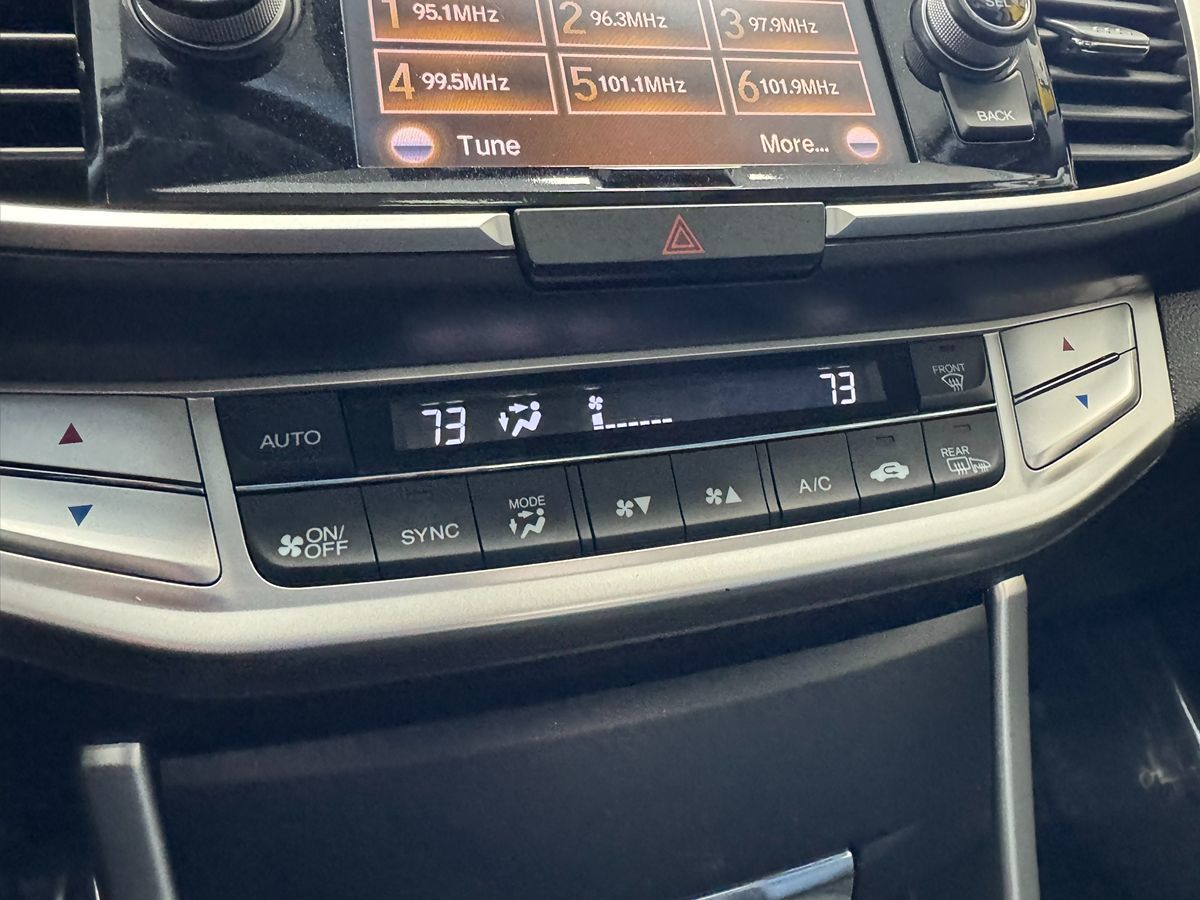 1 95.1MHz 2 96.3MHz 3 97.9MHz
SEL
4 99.5MHz 5 101.1MHz 6 101.9MHz
BACK
Tune More...
73 73
FRONT
AUTO
ON/
OFF
SYNC
MODE
A/C
REAR